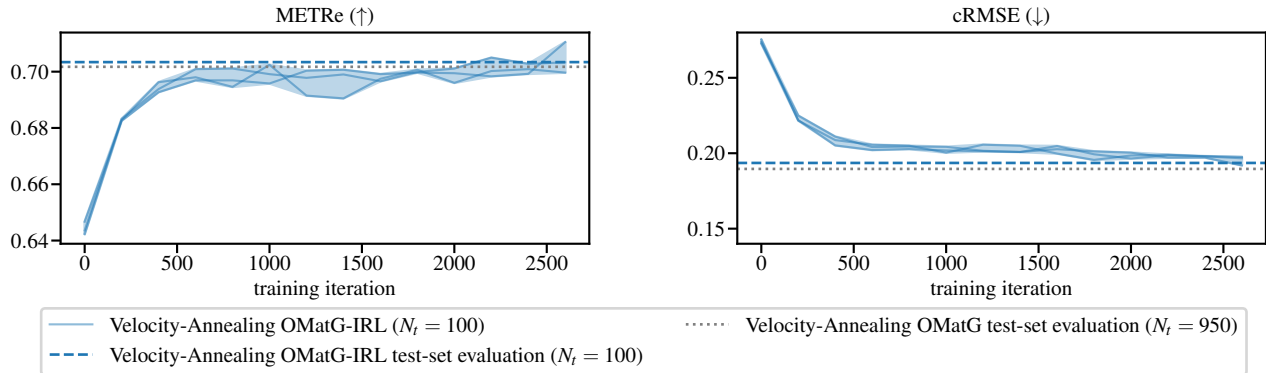 METRe (↑)
0.70
0.68
0.66
0.64
0
500
1000
1500
2000
2500
training iteration
cRMSE (↓)
0.25
0.20
0.15
0
500
1000
1500
2000
2500
training iteration
Velocity-Annealing OMatG-IRL (N_t = 100)
Velocity-Annealing OMatG-IRL test-set evaluation (N_t = 100)
Velocity-Annealing OMatG test-set evaluation (N_t = 950)